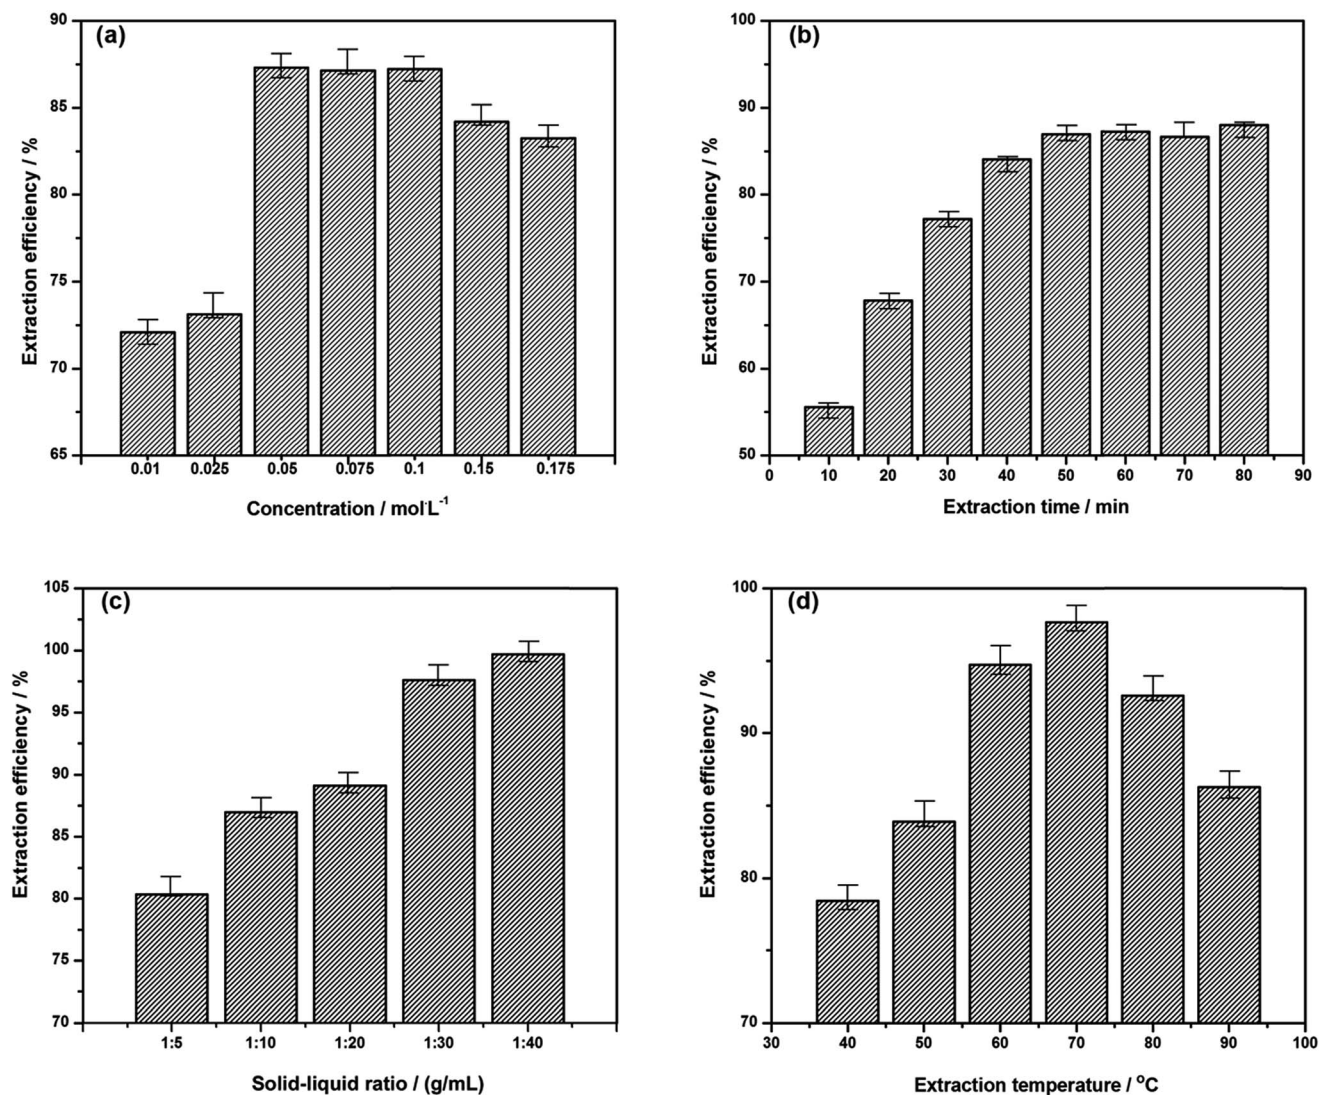 (a)
Extraction efficiency / %
90
85
80
75
70
65
0.01 0.025 0.05 0.075 0.1 0.15 0.175
Concentration / mol·L-1
(b)
Extraction efficiency / %
100
90
80
70
60
50
0 10 20 30 40 50 60 70 80 90
Extraction time / min
(c)
Extraction efficiency / %
105
100
95
90
85
80
75
70
1:5 1:10 1:20 1:30 1:40
Solid-liquid ratio / (g/mL)
(d)
Extraction efficiency / %
100
90
80
70
30 40 50 60 70 80 90 100
Extraction temperature / °C